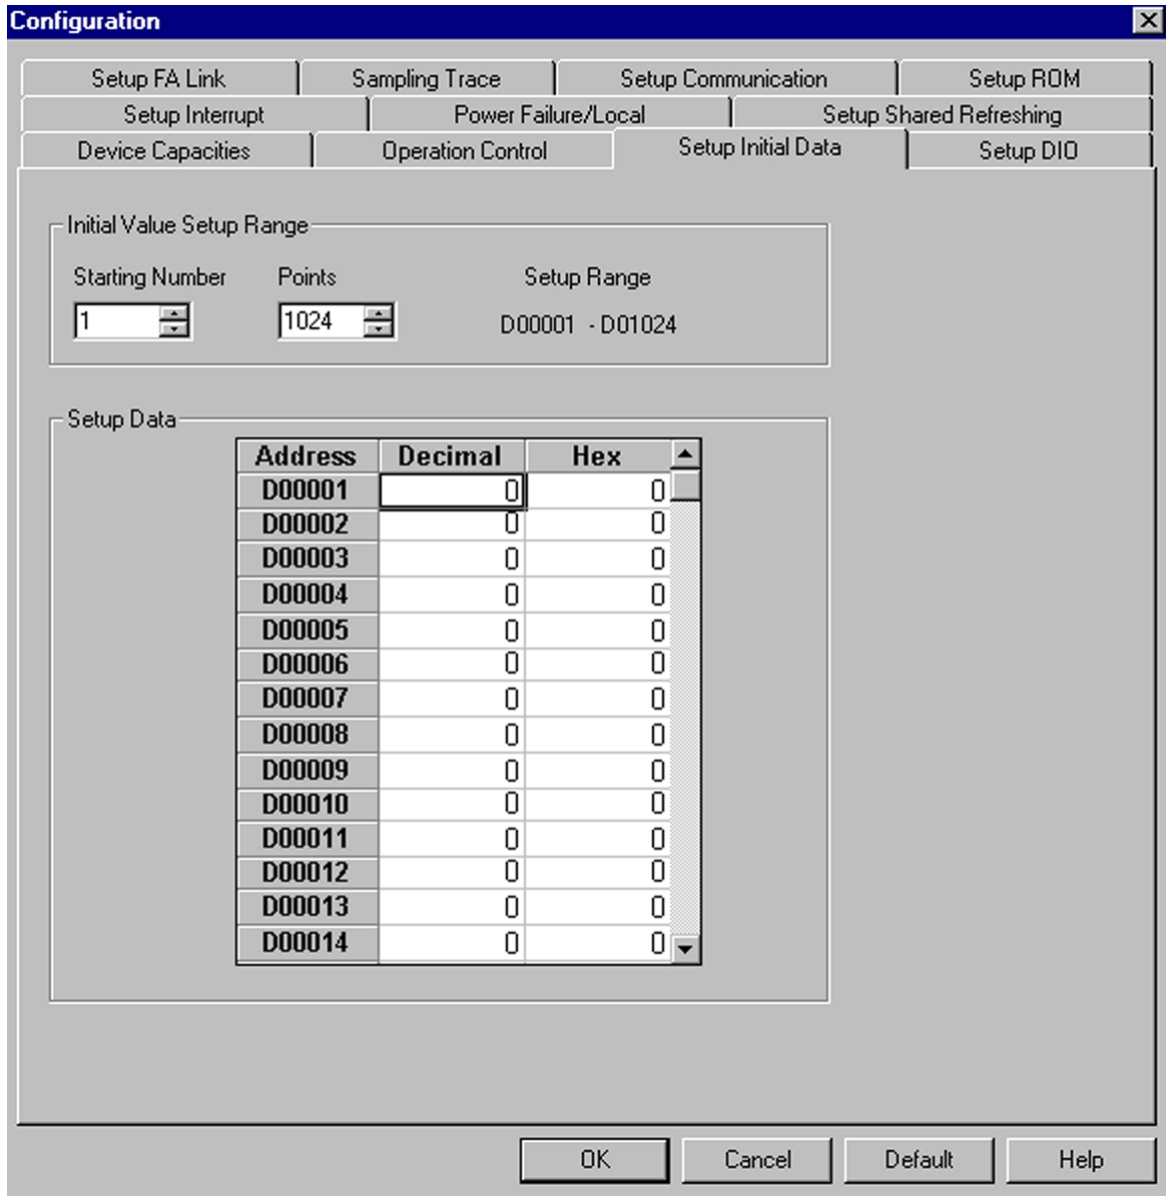 Configuration
Setup FA Link Sampling Trace Setup Communication Setup ROM
Setup Interrupt Power Failure/Local Setup Shared Refreshing
Device Capacities Operation Control Setup Initial Data Setup DIO
Initial Value Setup Range
Starting Number Points Setup Range
1 1024 D00001 - D01024
Setup Data
Address Decimal Hex
D00001 0 0
D00002 0 0
D00003 0 0
D00004 0 0
D00005 0 0
D00006 0 0
D00007 0 0
D00008 0 0
D00009 0 0
D00010 0 0
D00011 0 0
D00012 0 0
D00013 0 0
D00014 0 0
OK Cancel Default Help